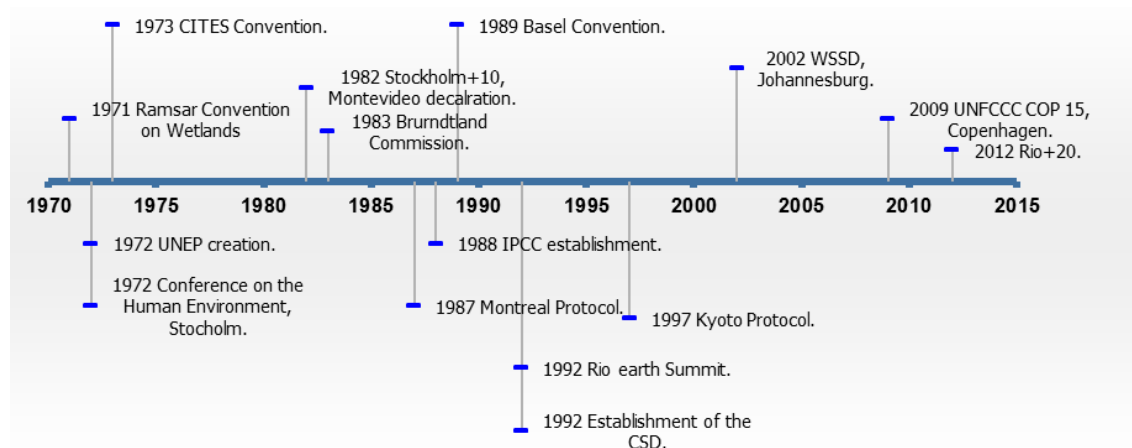 1973 CITES Convention.
1989 Basel Convention.
2002 WSSD,
Johannesburg.
1982 Stockholm+10,
Montevideo decalration.
1971 Ramsar Convention
on Wetlands
1983 Brurndtland
Commission.
2009 UNFCCC COP 15,
Copenhagen.
2012 Rio+20.
1970 1975 1980 1985 1990 1995 2000 2005 2010 2015
1972 UNEP creation.
1988 IPCC establishment.
1972 Conference on the
Human Environment,
Stocholm.
1987 Montreal Protocol.
1997 Kyoto Protocol.
1992 Rio earth Summit.
1992 Establishment of the
CSD.